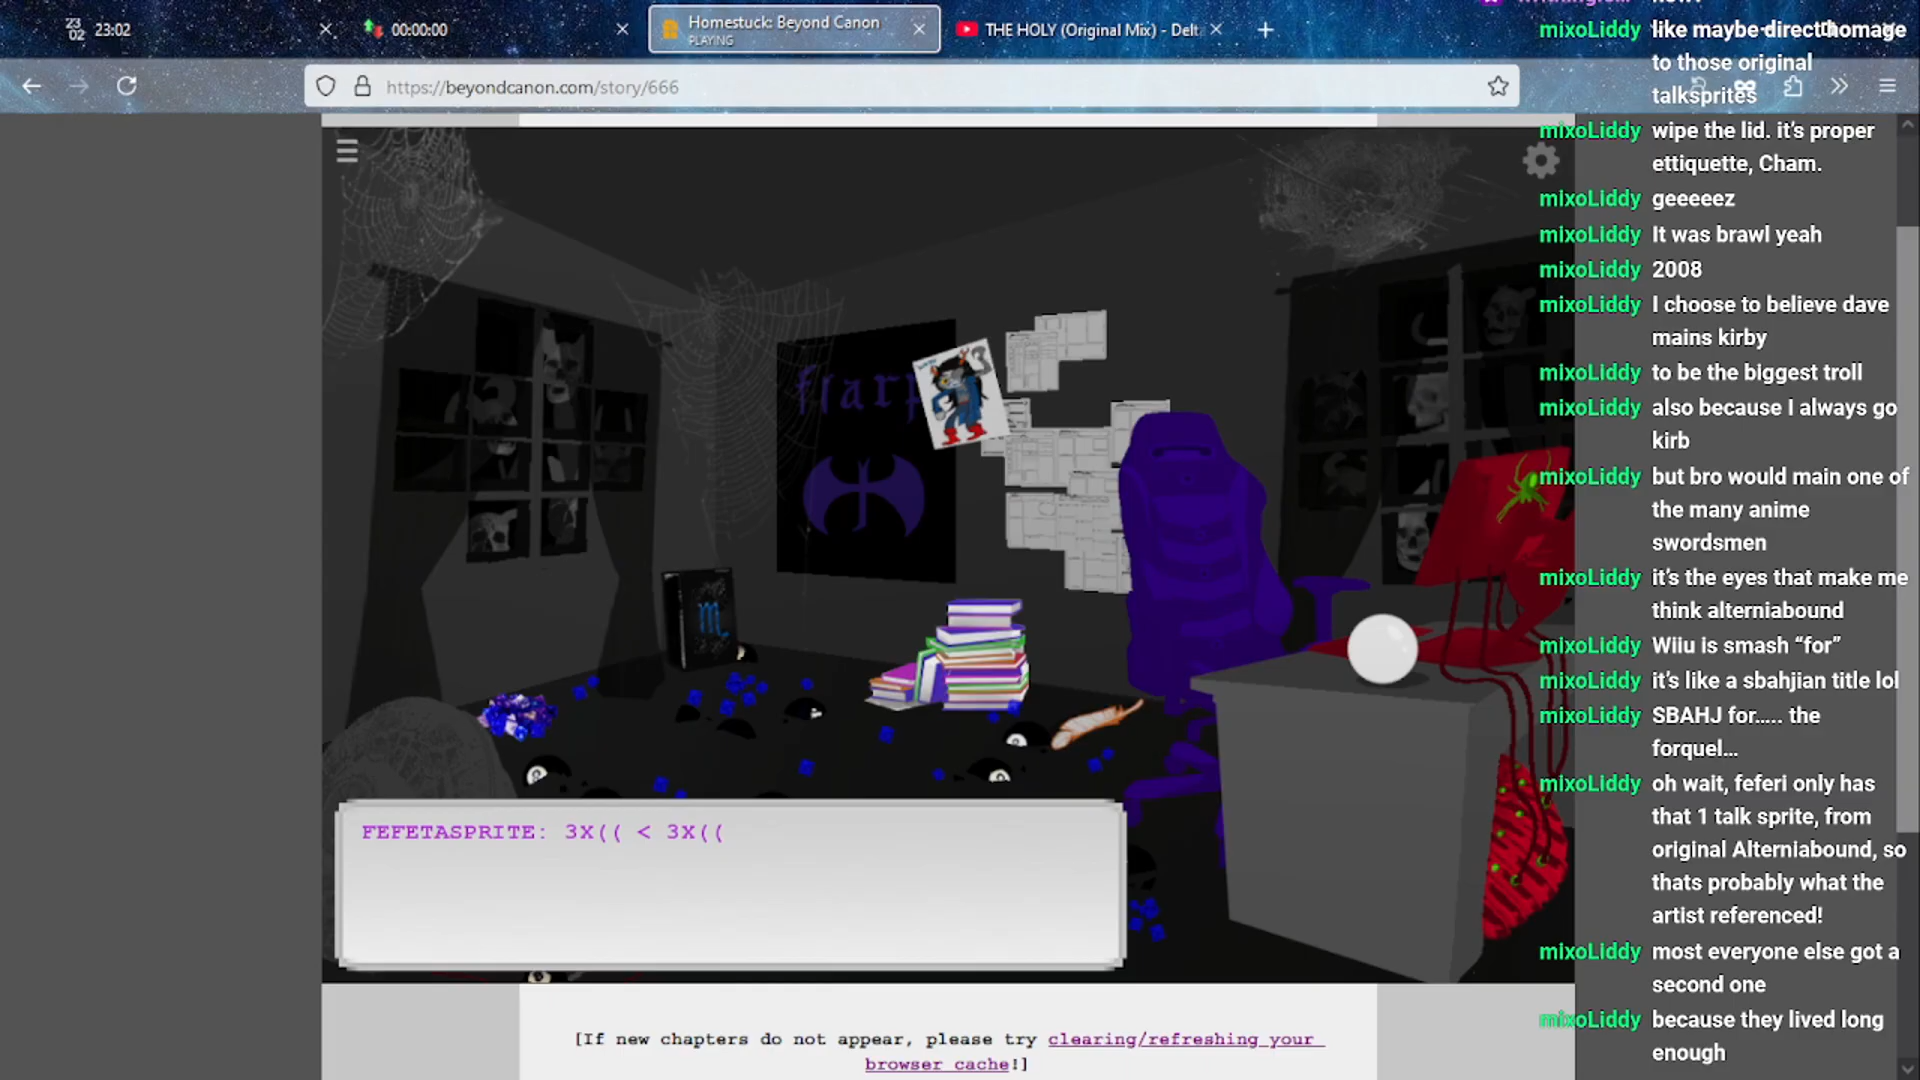 23
02
23:02
00:00:00
Homestuck: Beyond Canon
PLAYING
THE HOLY (Original Mix) - Delt
https://beyondcanon.com/story/666
mixoLiddy like maybe direct homage
to those original
talksprites
mixoLiddy wipe the lid. it's proper
ettiquette, Cham.
mixoLiddy geeeeez
mixoLiddy It was brawl yeah
mixoLiddy 2008
mixoLiddy I choose to believe dave
mains kirby
mixoLiddy to be the biggest troll
mixoLiddy also because I always go
kirb
mixoLiddy but bro would main one of
the many anime
swordsmen
mixoLiddy it's the eyes that make me
think alterniabound
mixoLiddy Wiiu is smash “for”
mixoLiddy it's like a sbahjian title lol
mixoLiddy SBAHJ for….. the
forquel…
mixoLiddy oh wait, feferi only has
that 1 talk sprite, from
original Alterniabound, so
thats probably what the
artist referenced!
mixoLiddy most everyone else got a
second one
mixoLiddy because they lived long
enough
flarp
FEFETASPRITE: 3X(( < 3X((
[If new chapters do not appear, please try clearing/refreshing your
browser cache!]